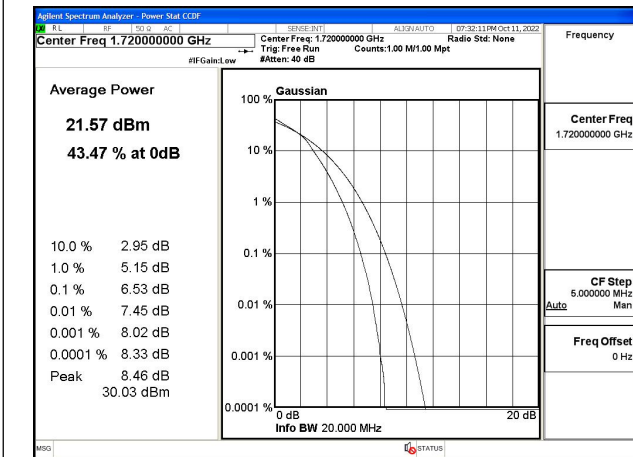 Agilent Spectrum Analyzer - Power Stat CCDF
LXI RL RF 50 Ω AC SENSE:INT ALIGNAUTO 07:32:11PM Oct 11, 2022
Center Freq 1.720000000 GHz Center Freq: 1.720000000 GHz Radio Std: None
Trig: Free Run Counts:1.00 M/1.00 Mpt
#IFGain:Low #Atten: 40 dB
Frequency
Average Power
21.57 dBm
43.47 % at 0dB
10.0 % 2.95 dB
1.0 % 5.15 dB
0.1 % 6.53 dB
0.01 % 7.45 dB
0.001 % 8.02 dB
0.0001 % 8.33 dB
Peak 8.46 dB
30.03 dBm
Gaussian
100 %
10 %
1 %
0.1 %
0.01 %
0.001 %
0.0001 %
0 dB 20 dB
Info BW 20.000 MHz
Center Freq
1.720000000 GHz
CF Step
5.000000 MHz
Auto Man
Freq Offset
0 Hz
MSG STATUS